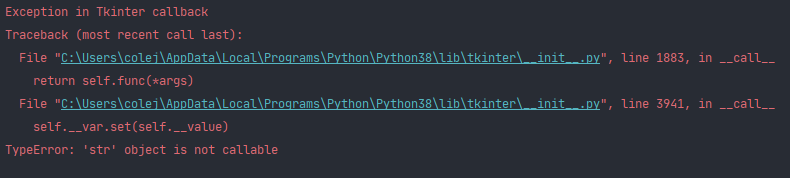 Exception in Tkinter callback
Traceback (most recent call last):
  File "C:\Users\colej\AppData\Local\Programs\Python\Python38\lib\tkinter\__init__.py", line 1883, in __call__
    return self.func(*args)
  File "C:\Users\colej\AppData\Local\Programs\Python\Python38\lib\tkinter\__init__.py", line 3941, in __call__
    self.__var.set(self.__value)
TypeError: 'str' object is not callable